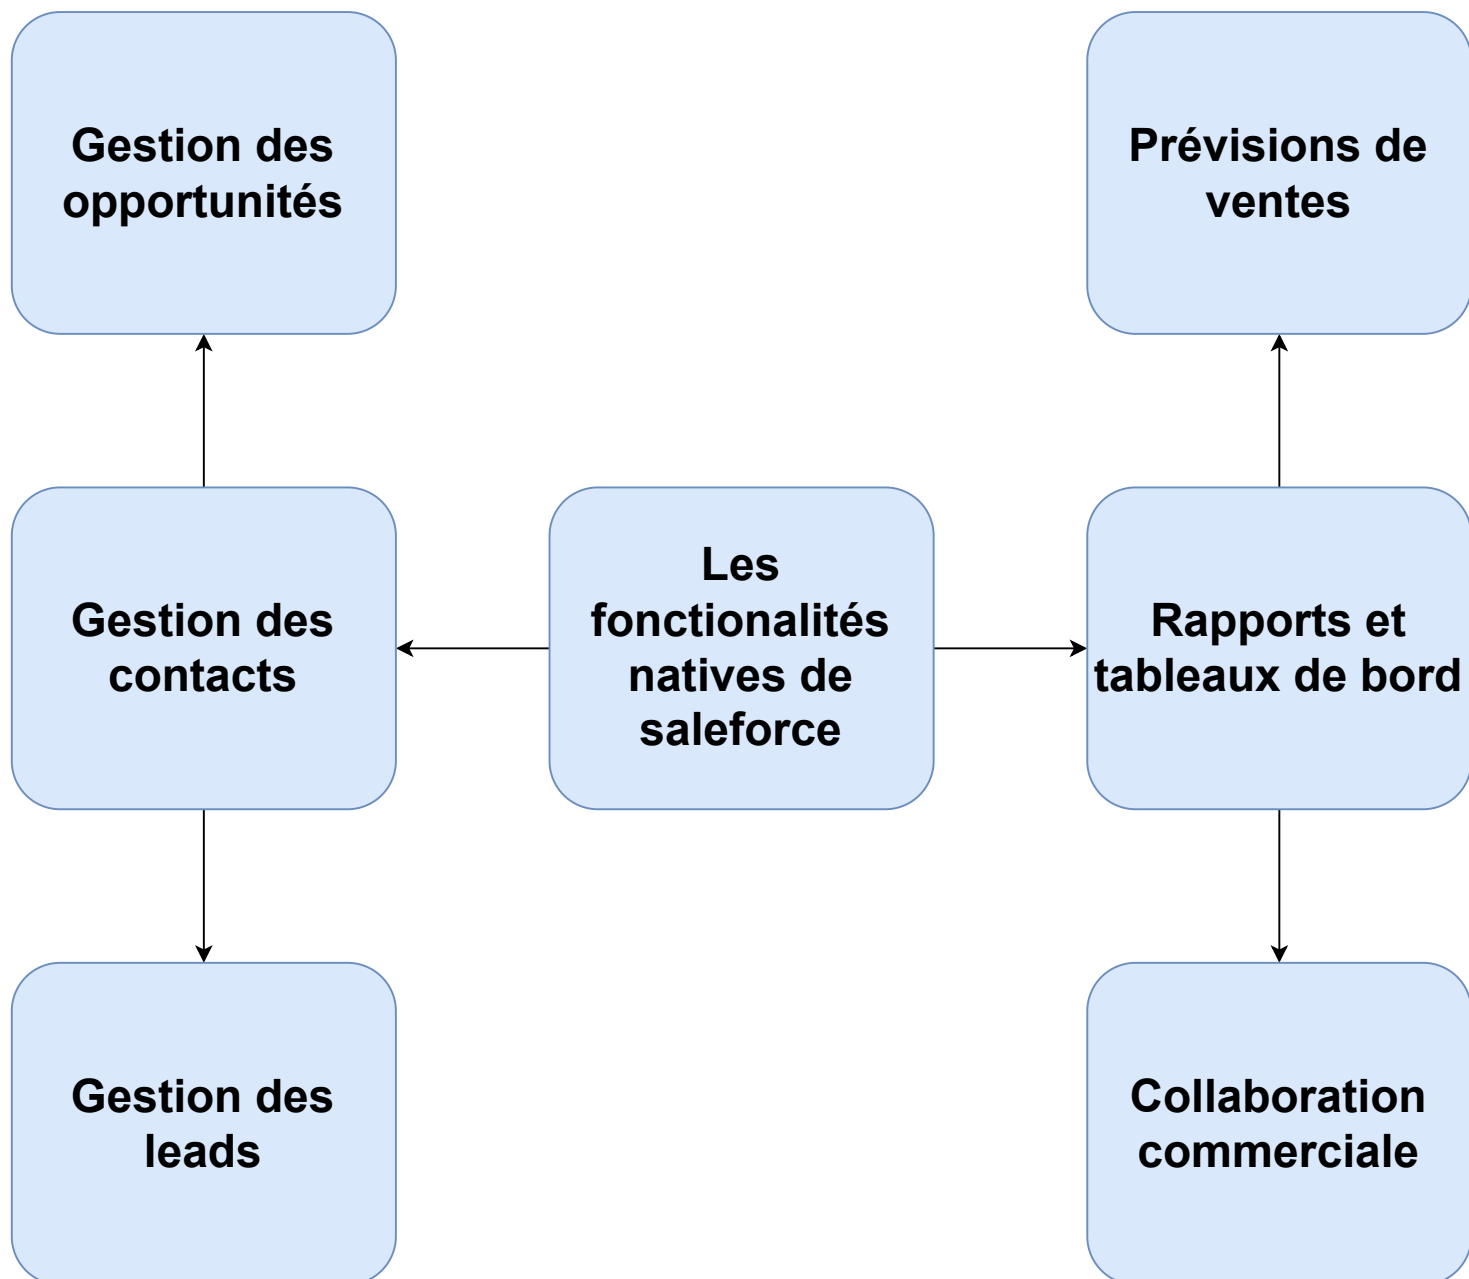 Gestion des
opportunités
Prévisions de
ventes
Gestion des
contacts
Les
fonctionalités
natives de
saleforce
Rapports et
tableaux de bord
Gestion des
leads
Collaboration
commerciale